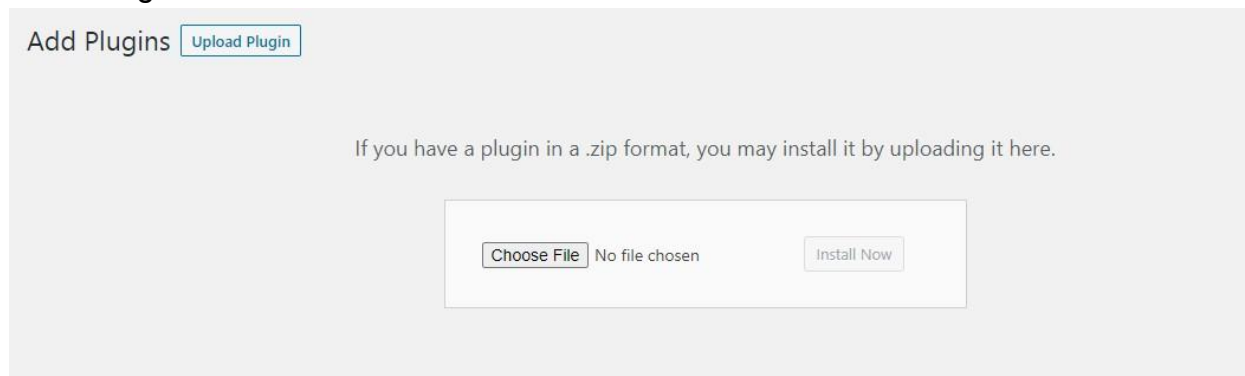 Add Plugins Upload Plugin
If you have a plugin in a .zip format, you may install it by uploading it here.
Choose File No file chosen Install Now